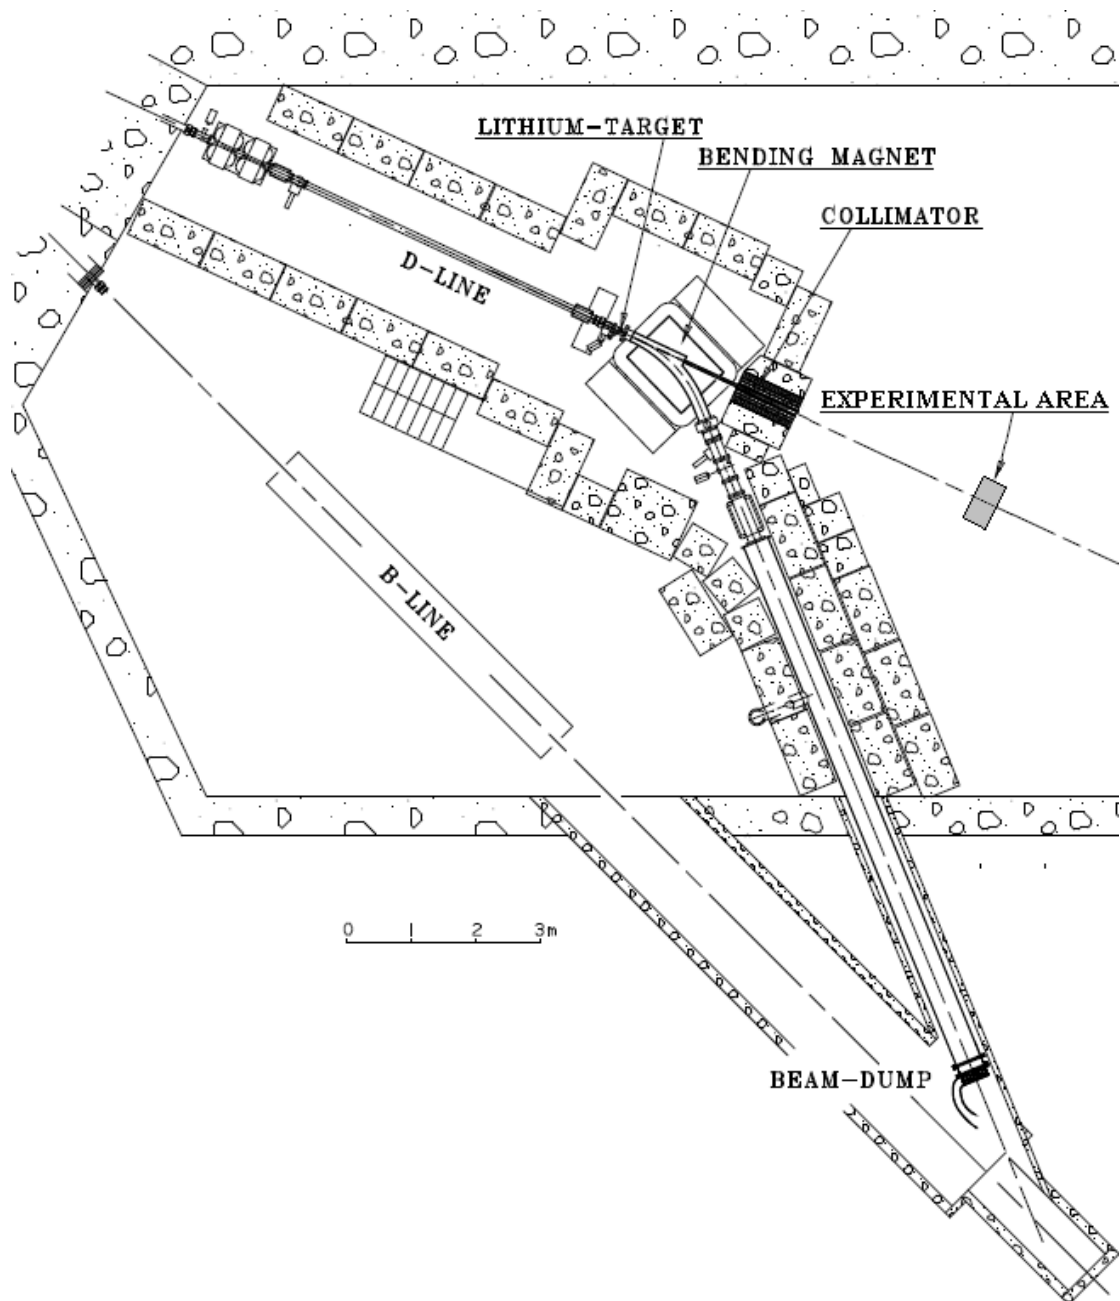 LITHIUM-TARGET
BENDING MAGNET
COLLIMATOR
D-LINE
EXPERIMENTAL AREA
B-LINE
0 1 2 3m
BEAM-DUMP